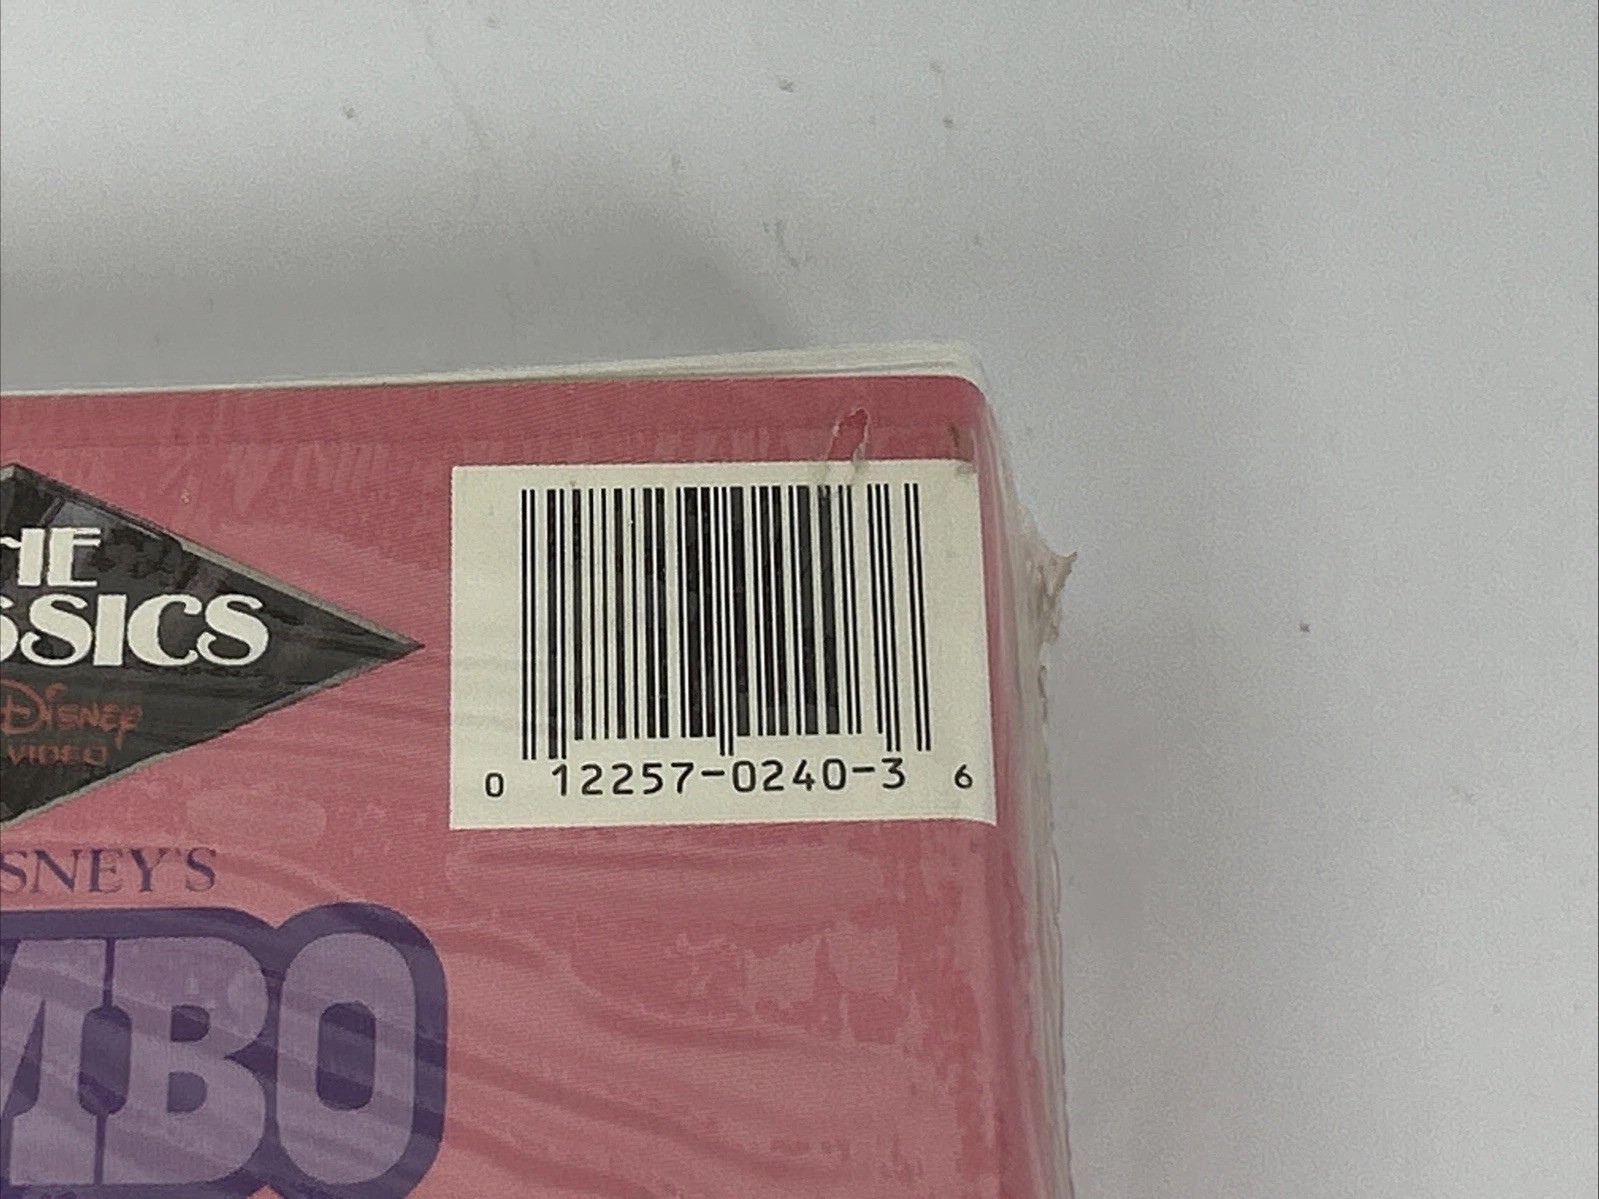 HE
SSICS
Disney
VIDEO
0 12257-0240-3 6
SNEY'S
MBO